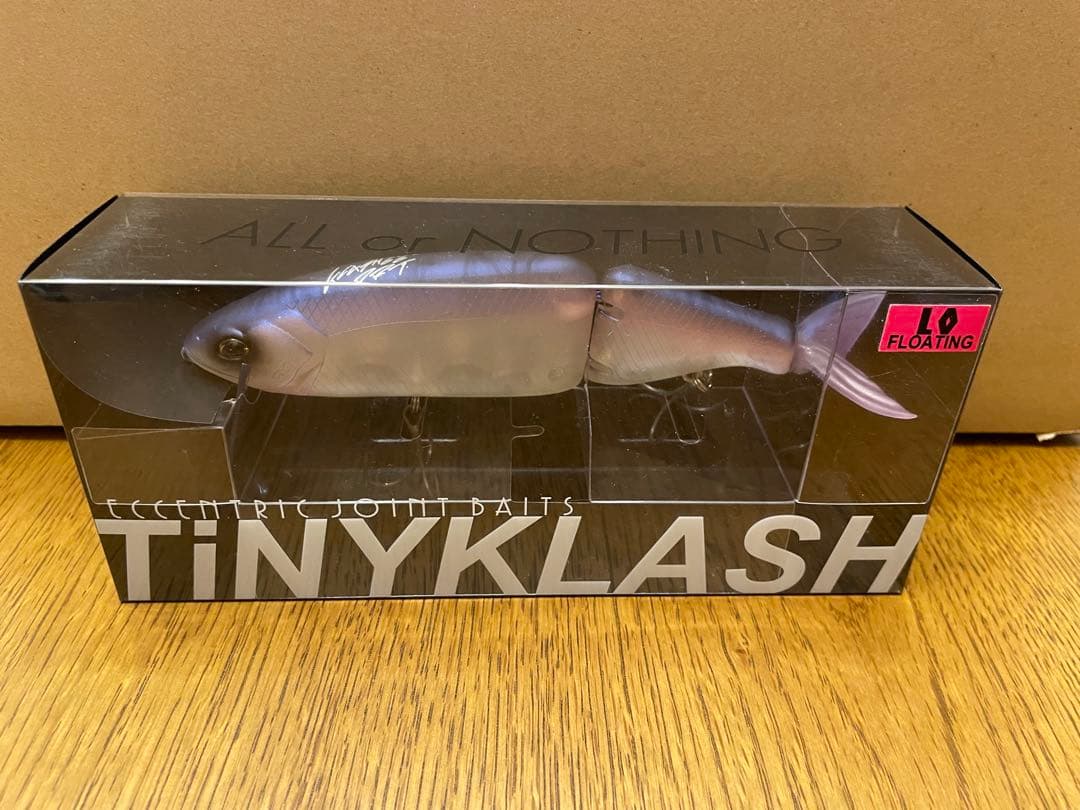 ALL or NOTHING
LO
FLOATING
ECCENTRIC JOINT BAITS
TiNYKLASH